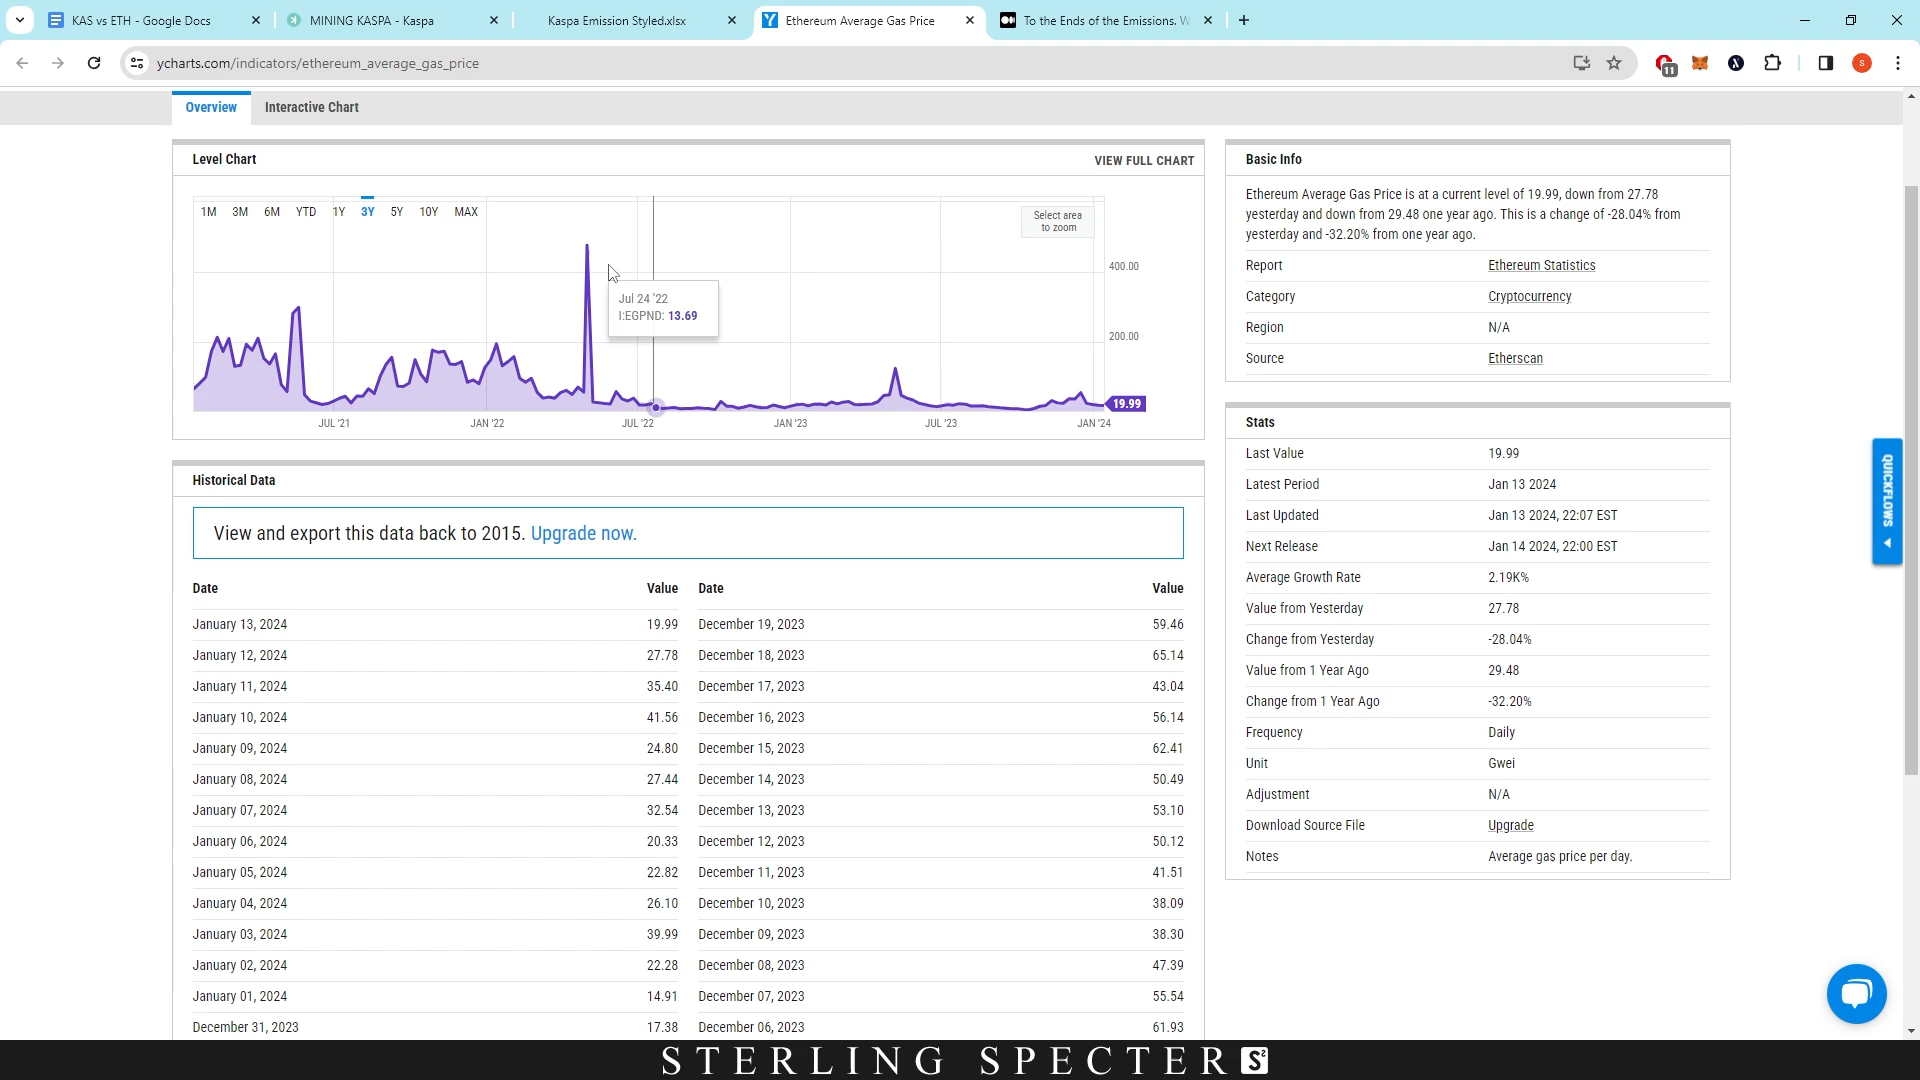 KAS vs ETH - Google Docs
MINING KASPA - Kaspa
Kaspa Emission Styled.xlsx
Ethereum Average Gas Price
To the Ends of the Emissions. W
ycharts.com/indicators/ethereum_average_gas_price
11
S
Overview
Interactive Chart
Level Chart
VIEW FULL CHART
1M 3M 6M YTD 1Y 3Y 5Y 10Y MAX
Select area
to zoom
400.00
Jul 24 '22
I:EGPND: 13.69
200.00
19.99
JUL '21 JAN '22 JUL '22 JAN '23 JUL '23 JAN '24
Historical Data
View and export this data back to 2015. Upgrade now.
Date Value Date Value
January 13, 2024 19.99 December 19, 2023 59.46
January 12, 2024 27.78 December 18, 2023 65.14
January 11, 2024 35.40 December 17, 2023 43.04
January 10, 2024 41.56 December 16, 2023 56.14
January 09, 2024 24.80 December 15, 2023 62.41
January 08, 2024 27.44 December 14, 2023 50.49
January 07, 2024 32.54 December 13, 2023 53.10
January 06, 2024 20.33 December 12, 2023 50.12
January 05, 2024 22.82 December 11, 2023 41.51
January 04, 2024 26.10 December 10, 2023 38.09
January 03, 2024 39.99 December 09, 2023 38.30
January 02, 2024 22.28 December 08, 2023 47.39
January 01, 2024 14.91 December 07, 2023 55.54
December 31, 2023 17.38 December 06, 2023 61.93
Basic Info
Ethereum Average Gas Price is at a current level of 19.99, down from 27.78
yesterday and down from 29.48 one year ago. This is a change of -28.04% from
yesterday and -32.20% from one year ago.
Report Ethereum Statistics
Category Cryptocurrency
Region N/A
Source Etherscan
Stats
Last Value 19.99
Latest Period Jan 13 2024
Last Updated Jan 13 2024, 22:07 EST
Next Release Jan 14 2024, 22:00 EST
Average Growth Rate 2.19K%
Value from Yesterday 27.78
Change from Yesterday -28.04%
Value from 1 Year Ago 29.48
Change from 1 Year Ago -32.20%
Frequency Daily
Unit Gwei
Adjustment N/A
Download Source File Upgrade
Notes Average gas price per day.
QUICKFLOWS
STERLING SPECTER S²